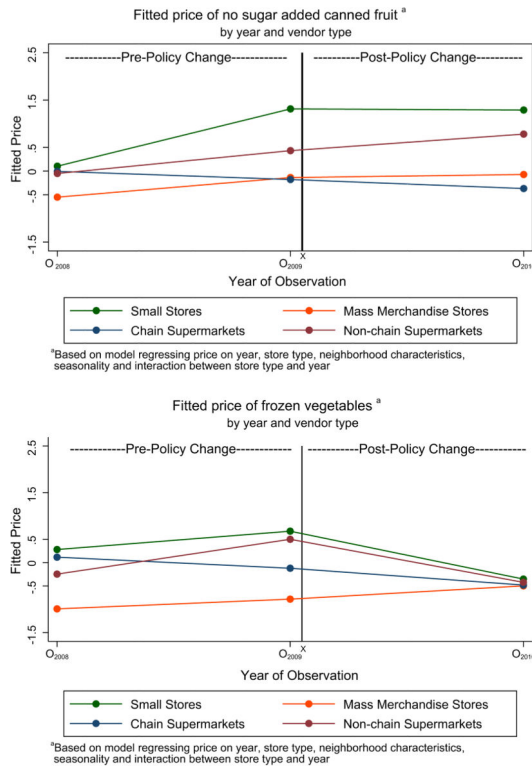 Fitted price of no sugar added canned fruit a
by year and vendor type
------------Pre-Policy Change------------
------------Post-Policy Change------------
2.5
1.5
.5
0
-.5
-1.5
Fitted Price
O2008
O2009
X
O2010
Year of Observation
Small Stores
Mass Merchandise Stores
Chain Supermarkets
Non-chain Supermarkets
aBased on model regressing price on year, store type, neighborhood characteristics,
seasonality and interaction between store type and year
Fitted price of frozen vegetables a
by year and vendor type
------------Pre-Policy Change------------
------------Post-Policy Change------------
2.5
1.5
.5
0
-.5
-1.5
Fitted Price
O2008
O2009
X
O2010
Year of Observation
Small Stores
Mass Merchandise Stores
Chain Supermarkets
Non-chain Supermarkets
aBased on model regressing price on year, store type, neighborhood characteristics,
seasonality and interaction between store type and year